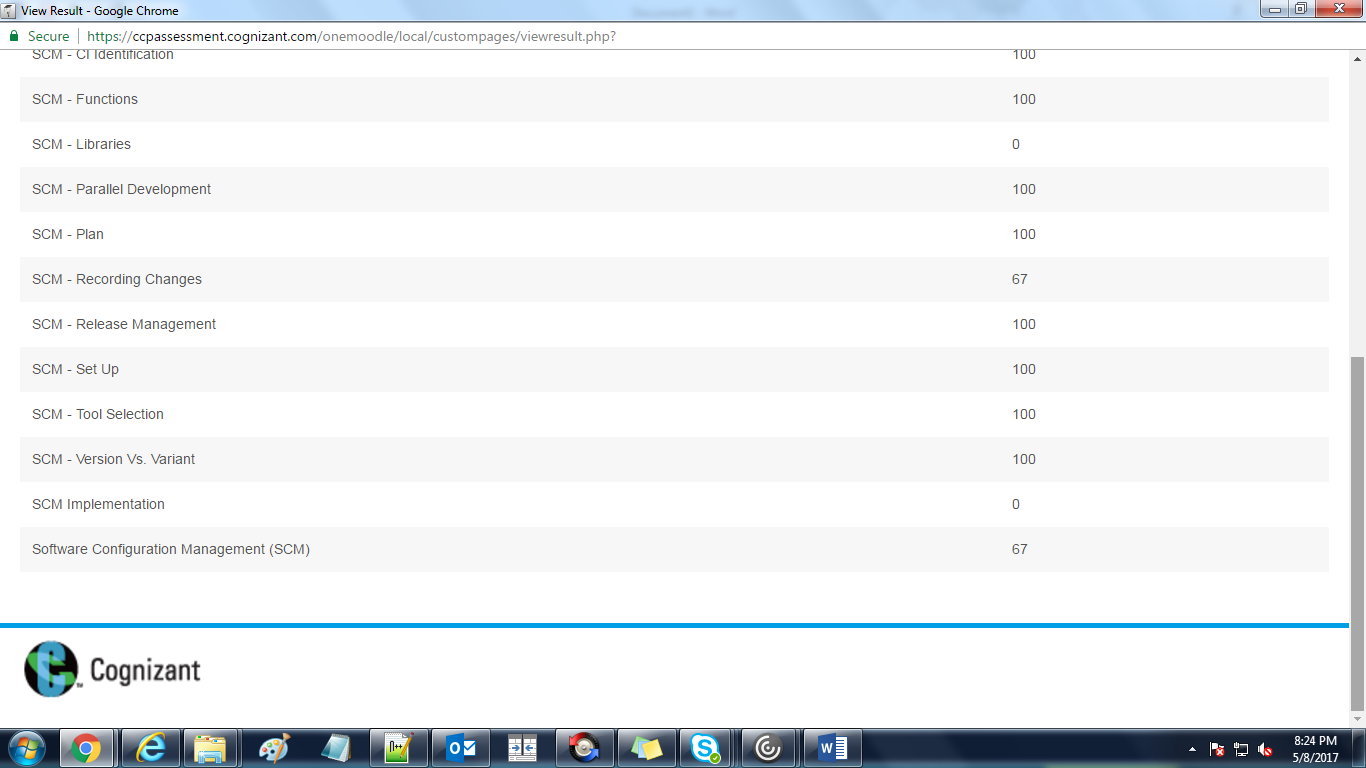 View Result - Google Chrome
Secure https://ccpassessment.cognizant.com/onemoodle/local/custompages/viewresult.php?
SCM - CI Identification 100
SCM - Functions 100
SCM - Libraries 0
SCM - Parallel Development 100
SCM - Plan 100
SCM - Recording Changes 67
SCM - Release Management 100
SCM - Set Up 100
SCM - Tool Selection 100
SCM - Version Vs. Variant 100
SCM Implementation 0
Software Configuration Management (SCM) 67
Cognizant
8:24 PM
5/8/2017